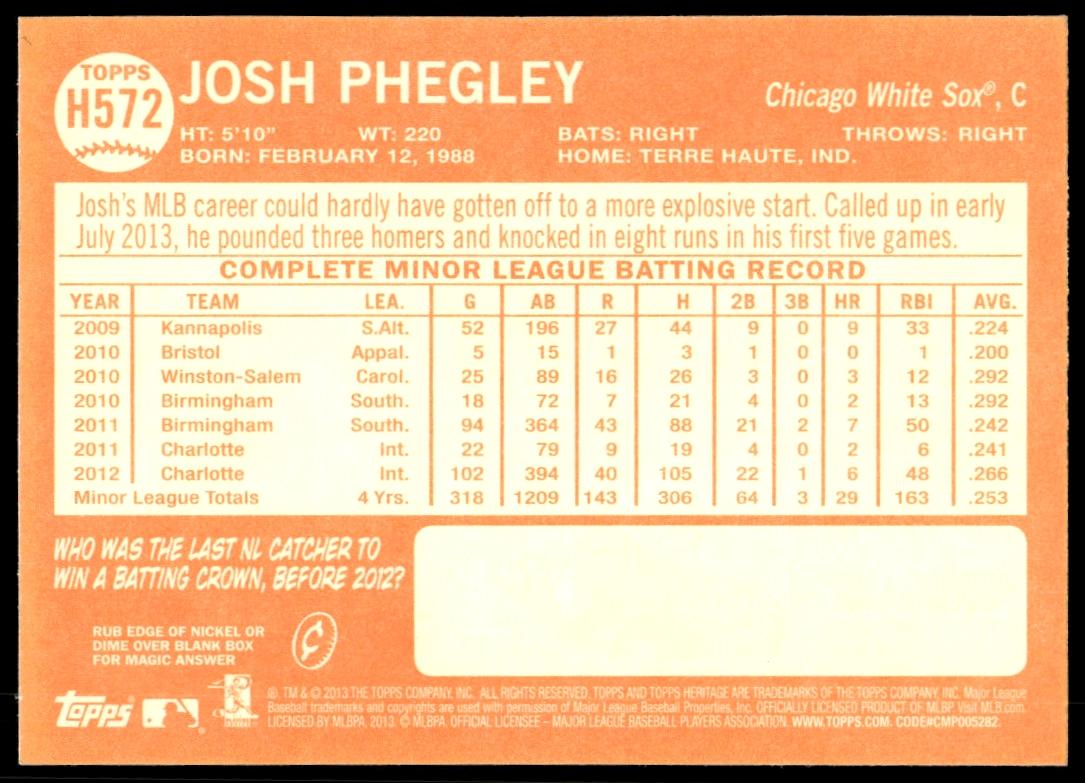 TOPPS
H572
JOSH PHEGLEY
Chicago White Sox®, C
HT: 5'10" WT: 220 BATS: RIGHT THROWS: RIGHT
BORN: FEBRUARY 12, 1988 HOME: TERRE HAUTE, IND.
Josh's MLB career could hardly have gotten off to a more explosive start. Called up in early
July 2013, he pounded three homers and knocked in eight runs in his first five games.
COMPLETE MINOR LEAGUE BATTING RECORD
YEAR TEAM LEA. G AB R H 2B 3B HR RBI AVG.
2009 Kannapolis S.Alt. 52 196 27 44 9 0 9 33 .224
2010 Bristol Appal. 5 15 1 3 1 0 0 1 .200
2010 Winston-Salem Carol. 25 89 16 26 3 0 3 12 .292
2010 Birmingham South. 18 72 7 21 4 0 2 13 .292
2011 Birmingham South. 94 364 43 88 21 2 7 50 .242
2011 Charlotte Int. 22 79 9 19 4 0 2 6 .241
2012 Charlotte Int. 102 394 40 105 22 1 6 48 .266
Minor League Totals 4 Yrs. 318 1209 143 306 64 3 29 163 .253
WHO WAS THE LAST NL CATCHER TO
WIN A BATTING CROWN, BEFORE 2012?
RUB EDGE OF NICKEL OR
DIME OVER BLANK BOX
FOR MAGIC ANSWER
¢
Topps
®, TM & © 2013 THE TOPPS COMPANY, INC. ALL RIGHTS RESERVED. TOPPS AND TOPPS HERITAGE ARE TRADEMARKS OF THE TOPPS COMPANY, INC. Major League
Baseball trademarks and copyrights are used with permission of Major League Baseball Properties, Inc. OFFICIALLY LICENSED PRODUCT OF MLBP Visit MLB.com
LICENSED BY MLBPA, 2013. © MLBPA. OFFICIAL LICENSEE – MAJOR LEAGUE BASEBALL PLAYERS ASSOCIATION. WWW.TOPPS.COM. CODE#CMP005282.